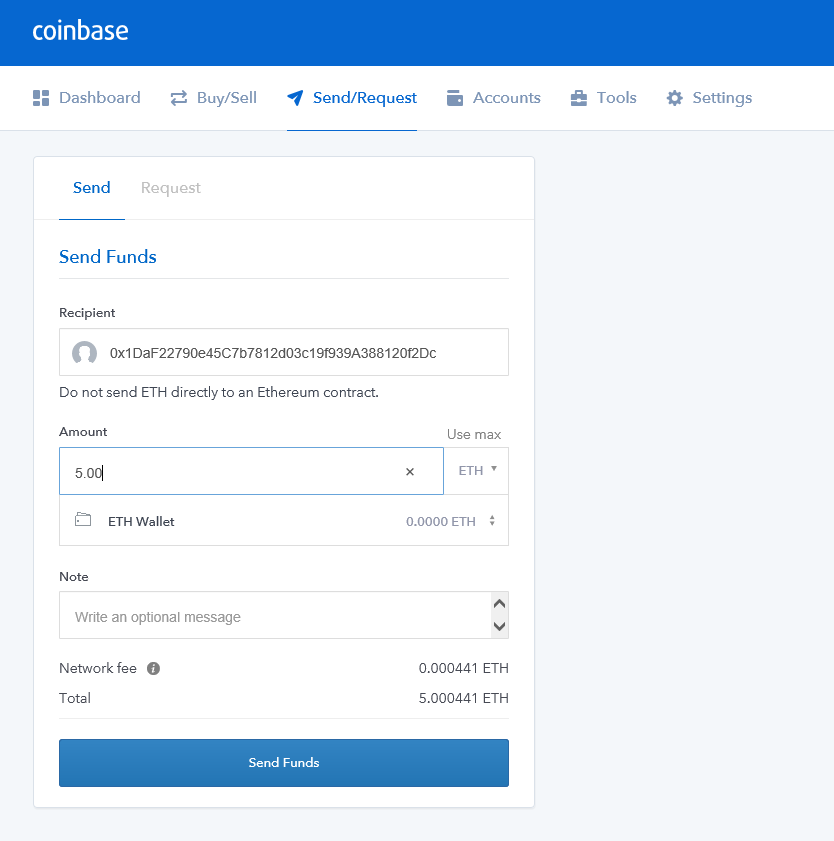 coinbase
Dashboard Buy/Sell Send/Request Accounts Tools Settings
Send Request
Send Funds
Recipient
0x1DaF22790e45C7b7812d03c19f939A388120f2Dc
Do not send ETH directly to an Ethereum contract.
Amount Use max
5.00 × ETH
ETH Wallet 0.0000 ETH
Note
Write an optional message
Network fee i 0.000441 ETH
Total 5.000441 ETH
Send Funds